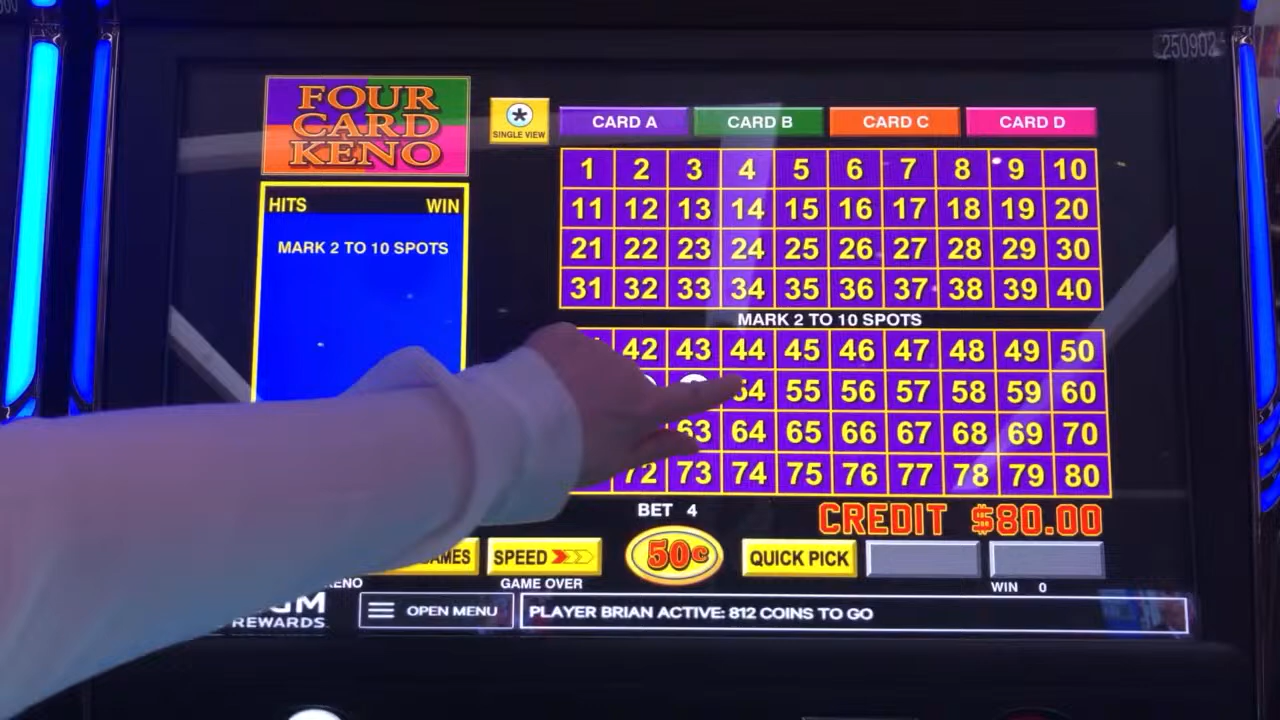 250902
FOUR
CARD
KENO
SINGLE VIEW
CARD A
CARD B
CARD C
CARD D
HITS WIN
MARK 2 TO 10 SPOTS
1 2 3 4 5 6 7 8 9 10
11 12 13 14 15 16 17 18 19 20
21 22 23 24 25 26 27 28 29 30
31 32 33 34 35 36 37 38 39 40
MARK 2 TO 10 SPOTS
42 43 44 45 46 47 48 49 50
54 55 56 57 58 59 60
63 64 65 66 67 68 69 70
72 73 74 75 76 77 78 79 80
BET 4
CREDIT $80.00
AMES
SPEED
50¢
QUICK PICK
KENO
GAME OVER
WIN 0
GM
REWARDS
OPEN MENU
PLAYER BRIAN ACTIVE: 812 COINS TO GO